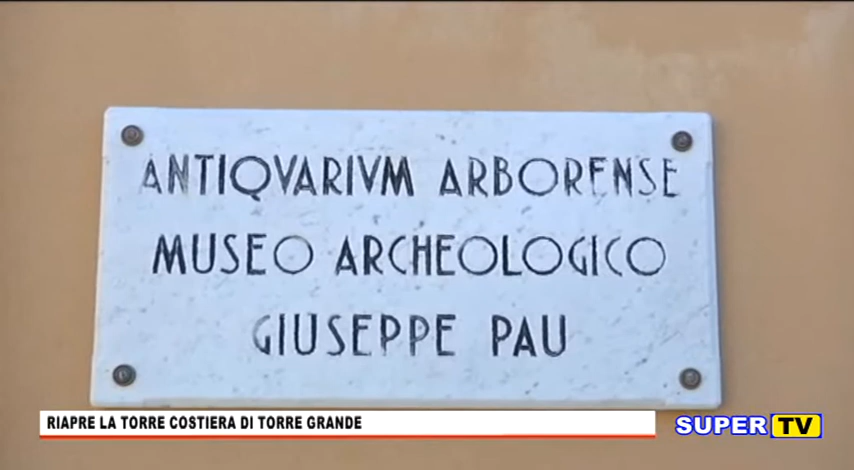 ANTIQVARIVM ARBORENSE
MUSEO ARCHEOLOGICO
GIUSEPPE PAU
RIAPRE LA TORRE COSTIERA DI TORRE GRANDE
SUPER TV